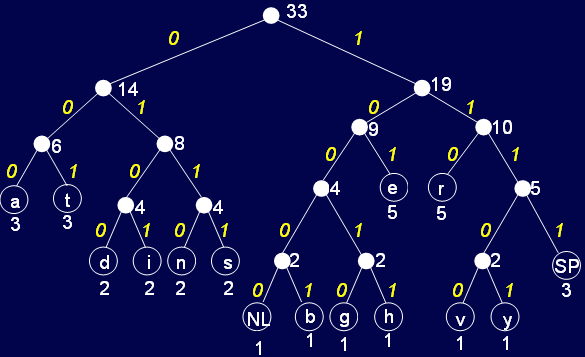 33
0 1
14 19
0 1 0 1
6 8 9 10
0 1 0 1 0 1 0 1
a t 4 4 4 e r 5
3 3 5 5
0 1 0 1 0 1 0 1
d i n s 2 2 2 SP
2 2 2 2 3
0 1 0 1 0 1
NL b g h v y
1 1 1 1 1 1